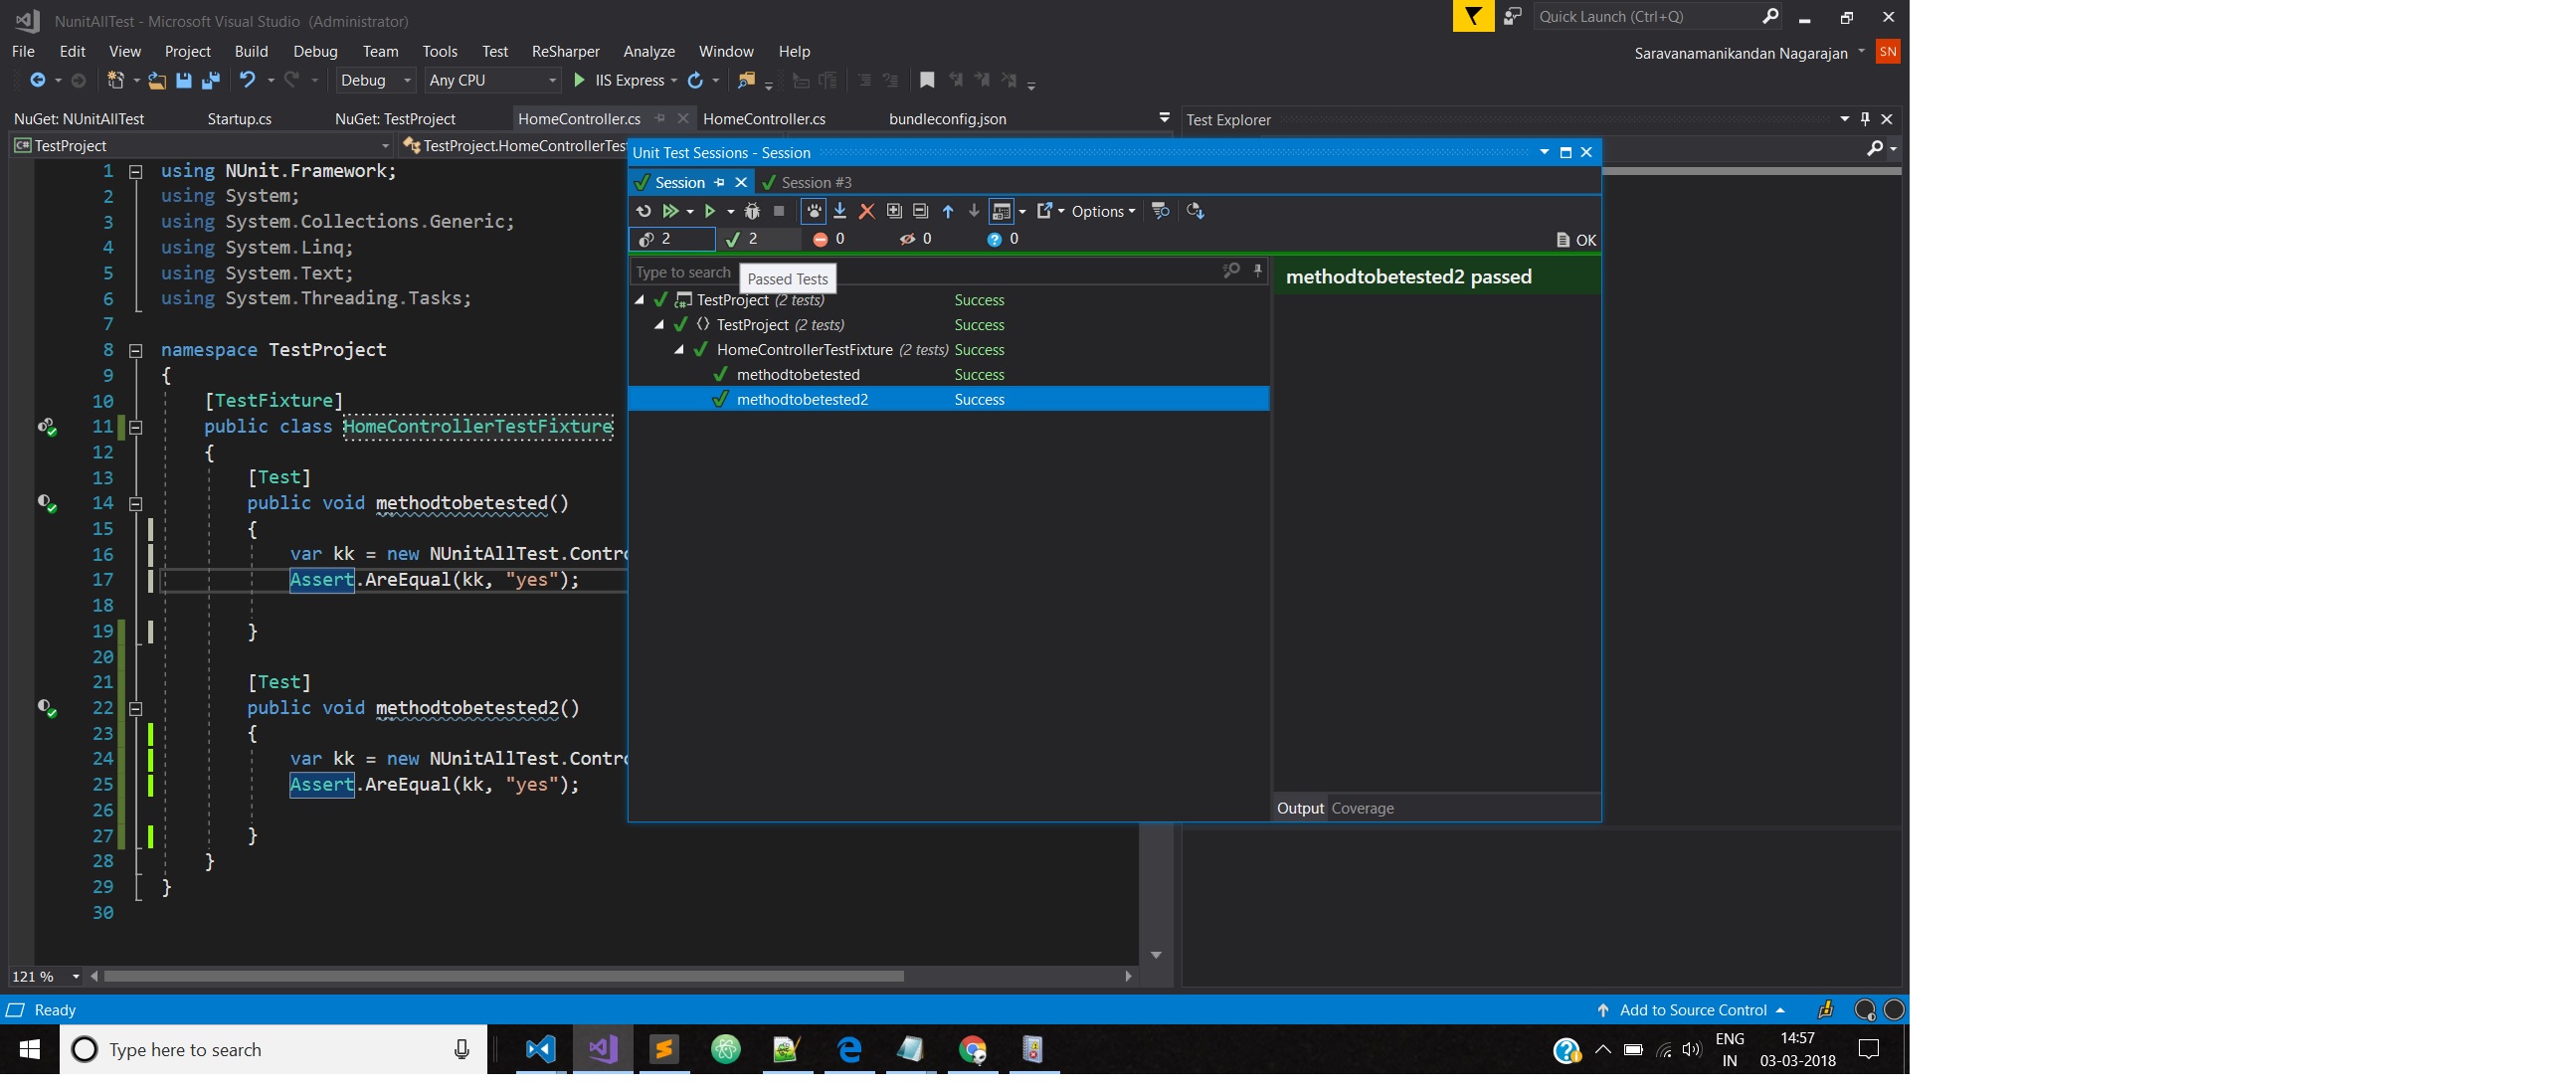 NunitAllTest - Microsoft Visual Studio (Administrator)
Quick Launch (Ctrl+Q)
File Edit View Project Build Debug Team Tools Test ReSharper Analyze Window Help
Saravanamanikandan Nagarajan SN
Debug Any CPU IIS Express
NuGet: NUnitAllTest Startup.cs NuGet: TestProject HomeController.cs HomeController.cs bundleconfig.json
Test Explorer
C# TestProject TestProject.HomeControllerTes
1 using NUnit.Framework;
2 using System;
3 using System.Collections.Generic;
4 using System.Linq;
5 using System.Text;
6 using System.Threading.Tasks;
7
8 namespace TestProject
9 {
10 [TestFixture]
11 public class HomeControllerTestFixture
12 {
13 [Test]
14 public void methodtobetested()
15 {
16 var kk = new NUnitAllTest.Contro
17 Assert.AreEqual(kk, "yes");
18
19 }
20
21 [Test]
22 public void methodtobetested2()
23 {
24 var kk = new NUnitAllTest.Contro
25 Assert.AreEqual(kk, "yes");
26
27 }
28 }
29 }
30
121 %
Unit Test Sessions - Session
Session Session #3
Options
2 2 0 0 0 OK
Type to search
Passed Tests
methodtobetested2 passed
TestProject (2 tests) Success
TestProject (2 tests) Success
HomeControllerTestFixture (2 tests) Success
methodtobetested Success
methodtobetested2 Success
Output Coverage
Ready Add to Source Control
Type here to search
ENG 14:57
IN 03-03-2018